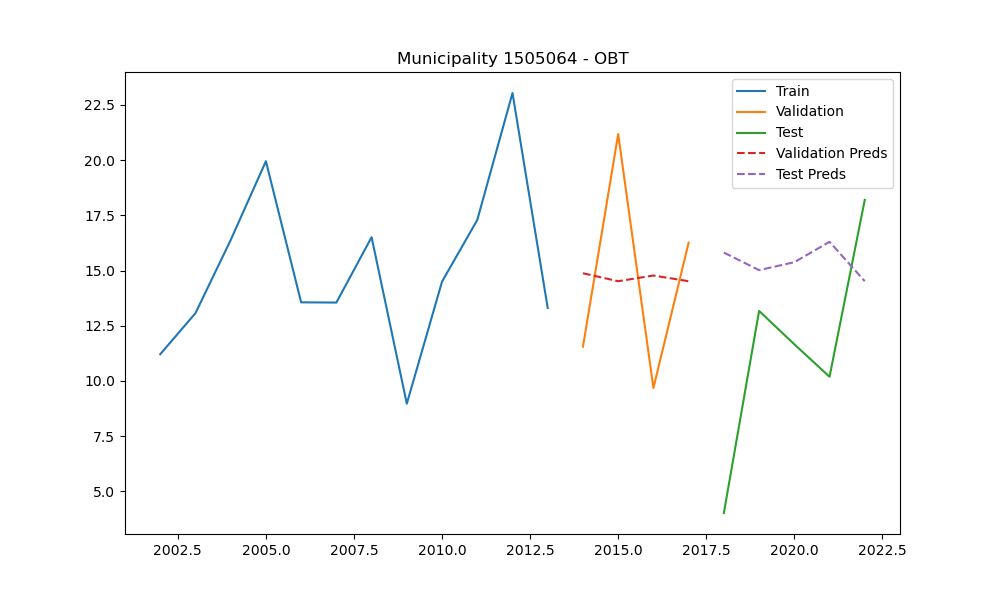 Municipality 1505064 - OBT
Train
Validation
Test
Validation Preds
Test Preds
22.5
20.0
17.5
15.0
12.5
10.0
7.5
5.0
2002.5 2005.0 2007.5 2010.0 2012.5 2015.0 2017.5 2020.0 2022.5